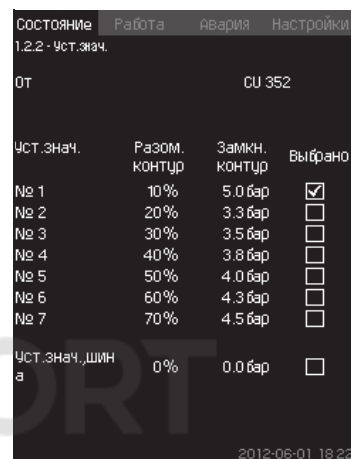 Состояние Работа Авария Настройки
1.2.2 - Уст.знач.
От CU 352
Уст.знач. Разом. контур Замкн. контур Выбрано
№ 1 10% 5.0 бар
№ 2 20% 3.3 бар
№ 3 30% 3.5 бар
№ 4 40% 3.8 бар
№ 5 50% 4.0 бар
№ 6 60% 4.3 бар
№ 7 70% 4.5 бар
Уст.знач.,шин
а 0% 0.0 бар
ORT
2012-06-01 18:22